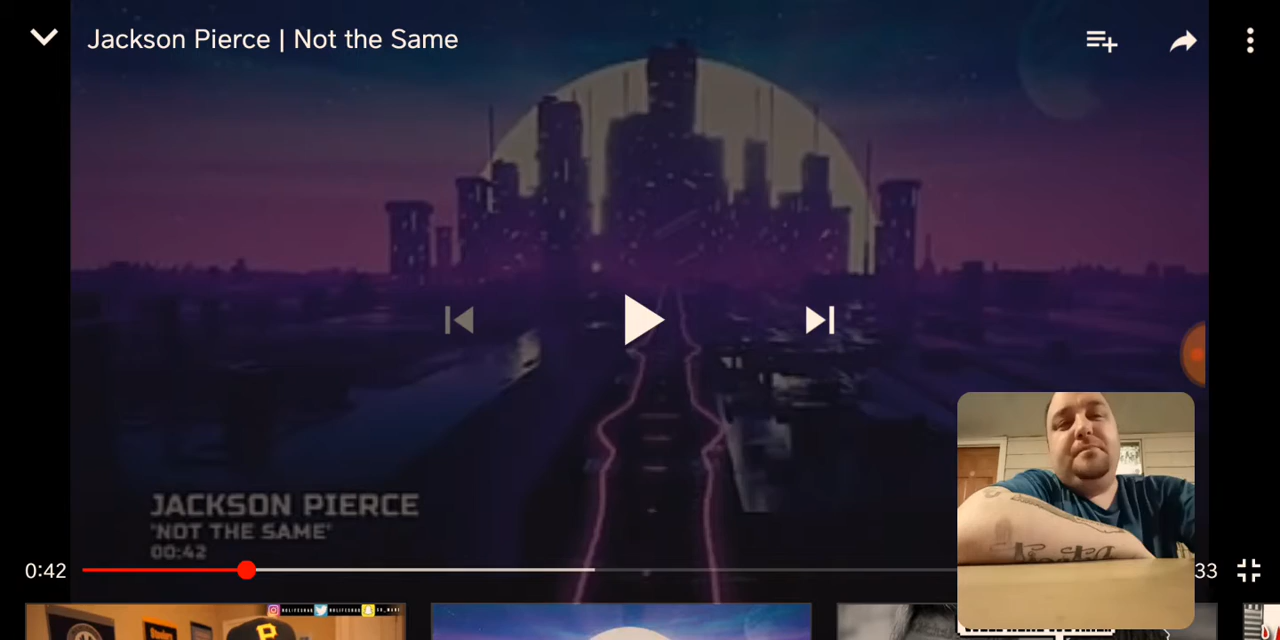 Jackson Pierce | Not the Same
JACKSON PIERCE
'NOT THE SAME'
00:42
0:42
33